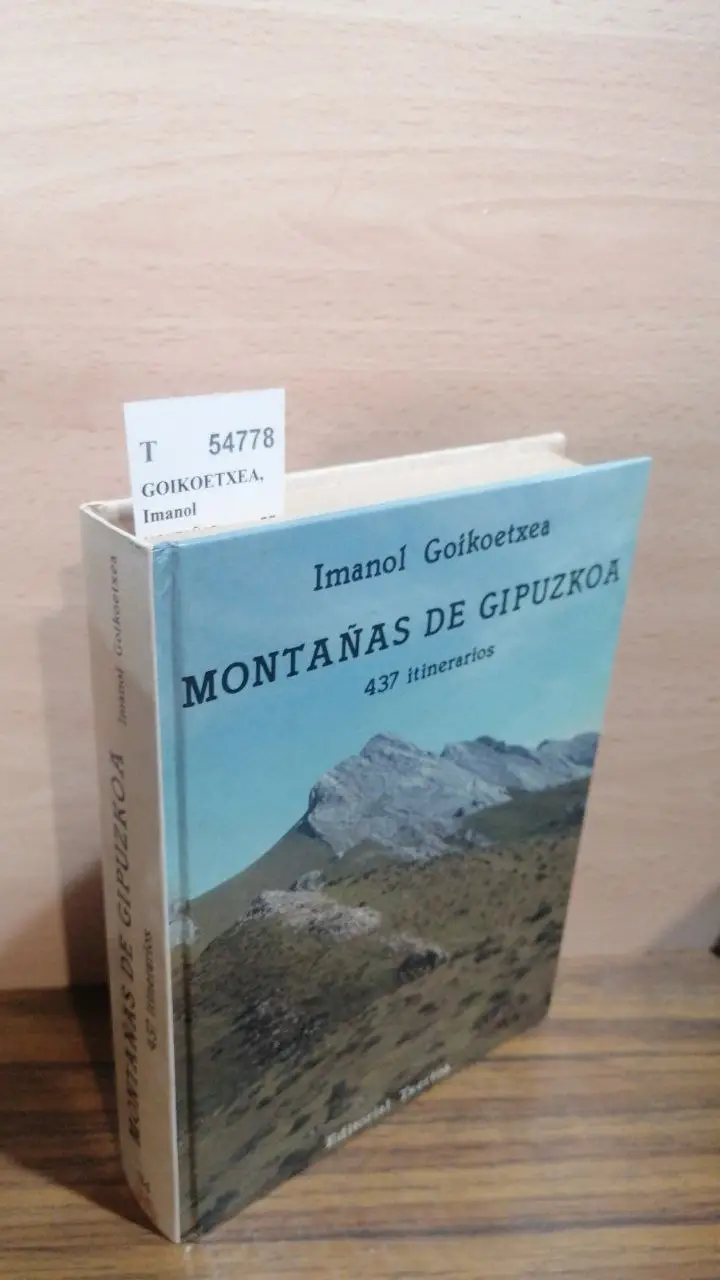 T 54778
GOIKOETXEA,
Imanol
Imanol Goikoetxea
MONTAÑAS DE GIPUZKOA
437 itinerarios
Editorial Txertoa
MONTAÑAS DE GIPUZKOA Imanol Goikoetxea
437 itinerarios